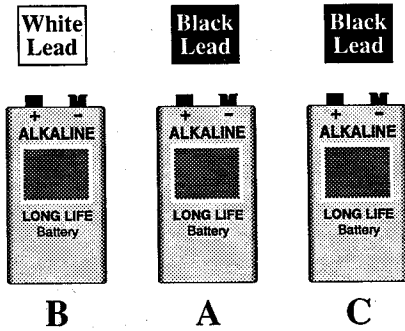 White Lead
Black Lead
Black Lead
+ -
ALKALINE
LONG LIFE
Battery
+ -
ALKALINE
LONG LIFE
Battery
+ -
ALKALINE
LONG LIFE
Battery
B
A
C